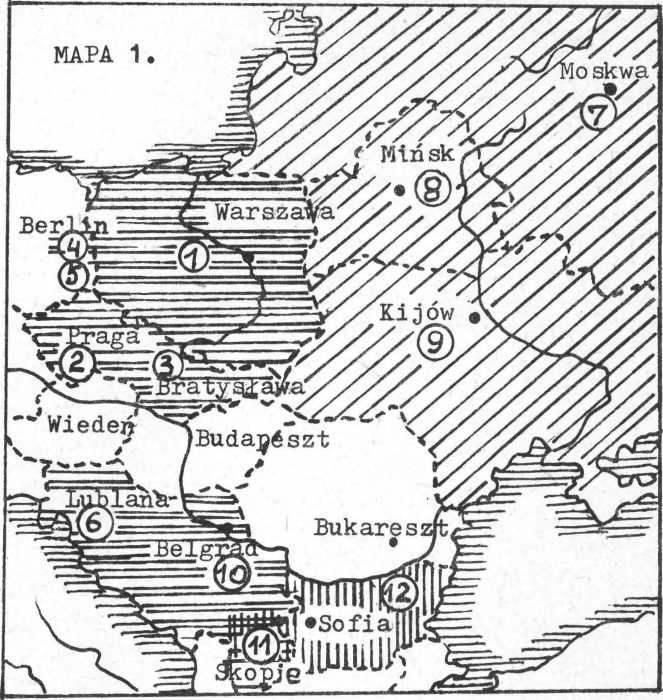 MAPA 1.
Moskwa
7
Mińsk
8
Warszawa
Berlin
4
1
5
Kijów
9
Praga
2
3
Bratysława
Wiedeń
Budapeszt
Lublana
6
Bukareszt
Belgrad
10
12
Sofia
11
Skopje